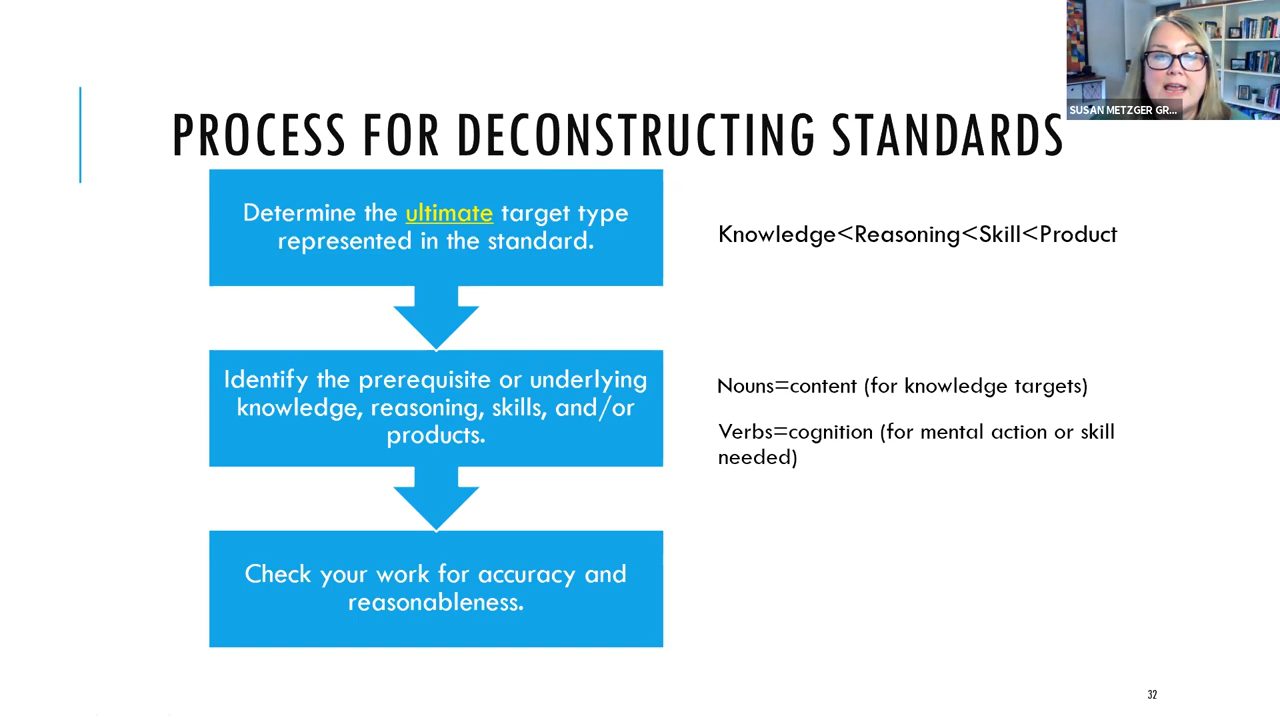 SUSAN METZGER GR...
PROCESS FOR DECONSTRUCTING STANDARDS
Determine the ultimate target type
represented in the standard.
Knowledge<Reasoning<Skill<Product
Identify the prerequisite or underlying
knowledge, reasoning, skills, and/or
products.
Nouns=content (for knowledge targets)
Verbs=cognition (for mental action or skill
needed)
Check your work for accuracy and
reasonableness.
32